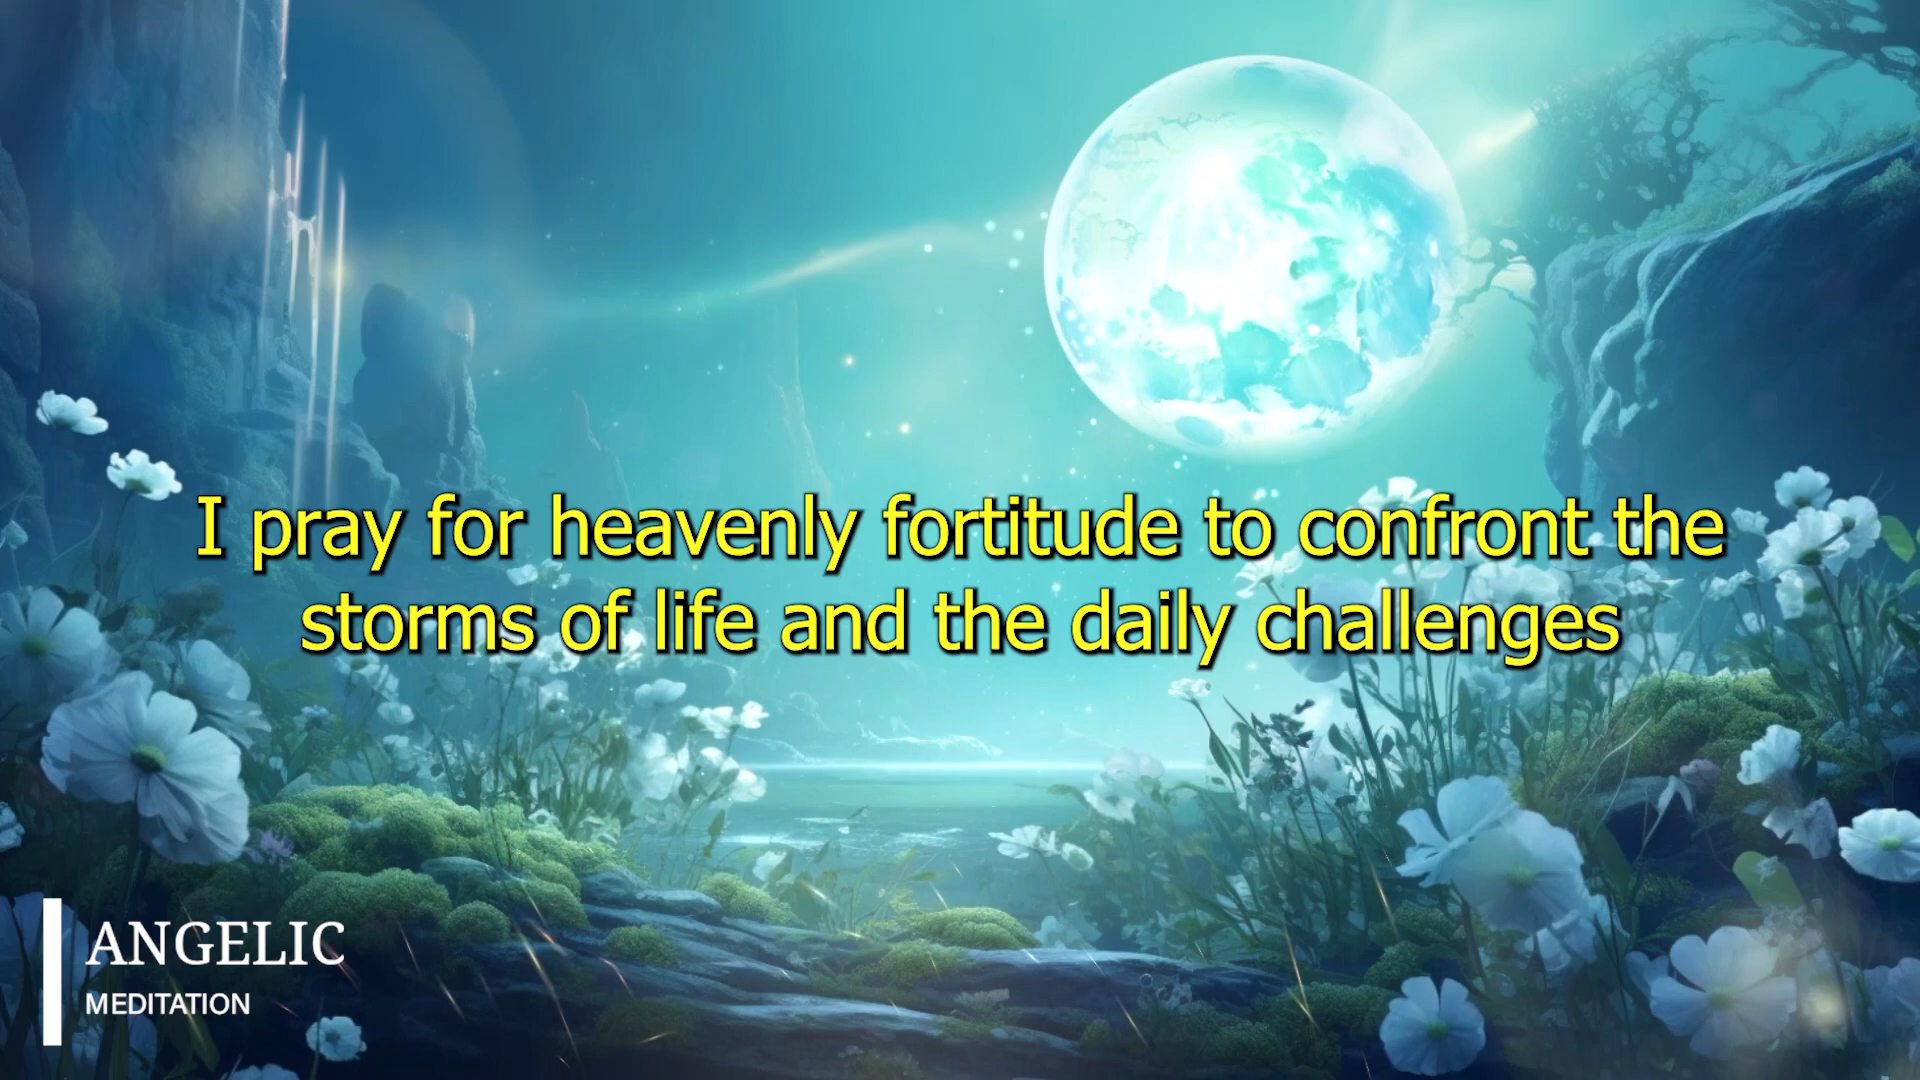 I pray for heavenly fortitude to confront the
storms of life and the daily challenges
ANGELIC
MEDITATION